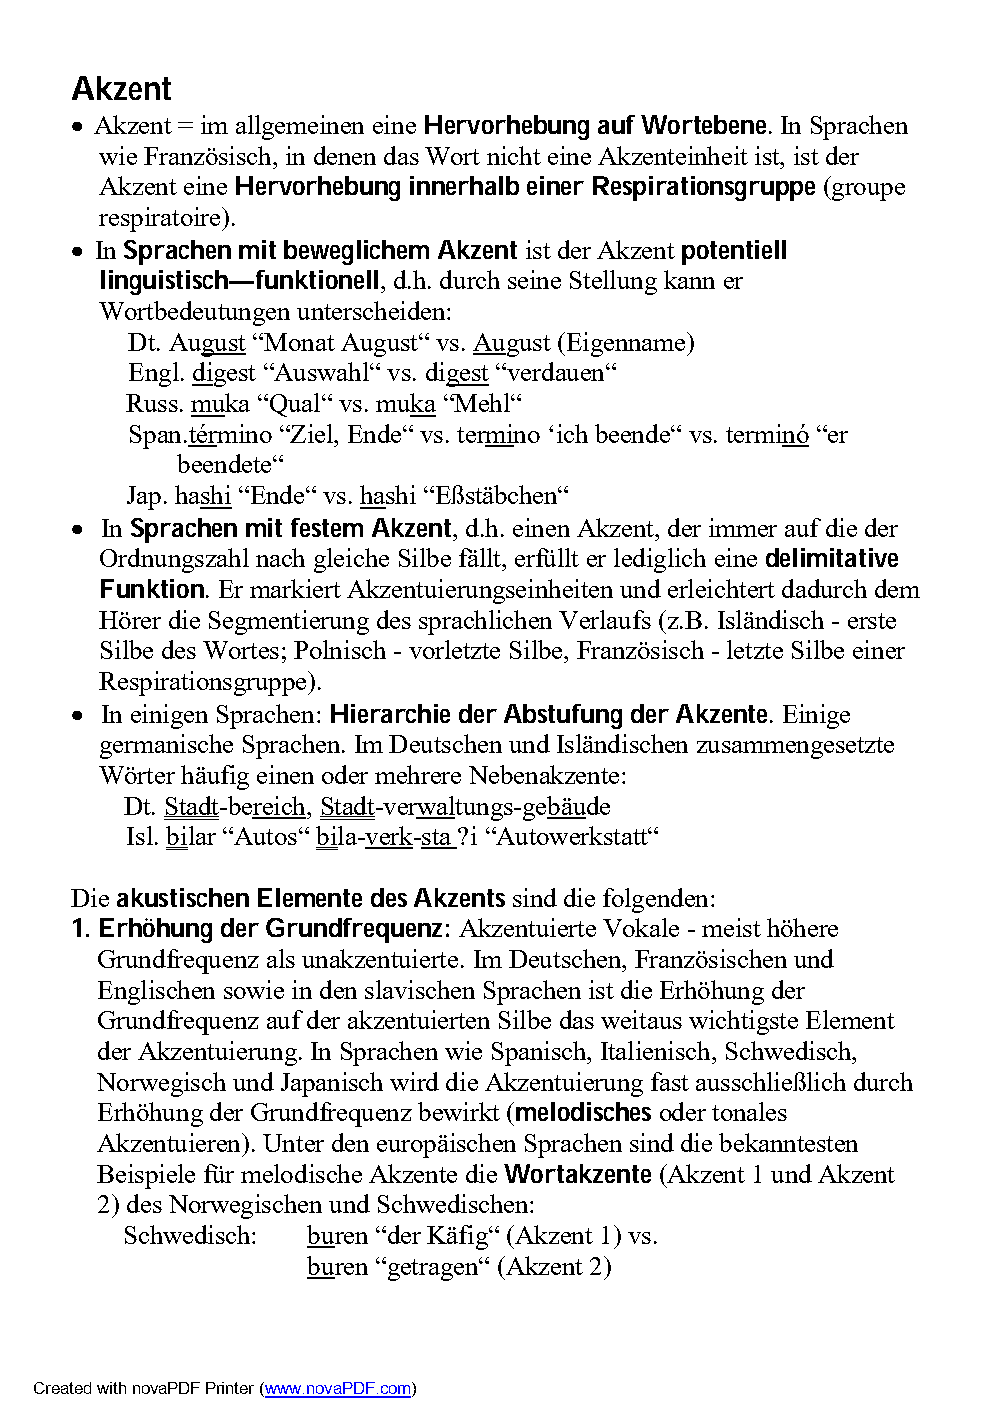 Akzent
• Akzent = im allgemeinen eine Hervorhebung auf Wortebene. In Sprachen
wie Französisch, in denen das Wort nicht eine Akzenteinheit ist, ist der
Akzent eine Hervorhebung innerhalb einer Respirationsgruppe (groupe
respiratoire).
• In Sprachen mit beweglichem Akzent ist der Akzent potentiell
linguistisch—funktionell, d.h. durch seine Stellung kann er
Wortbedeutungen unterscheiden:
Dt. August “Monat August“ vs. August (Eigenname)
Engl. digest “Auswahl“ vs. digest “verdauen“
Russ. muka “Qual“ vs. muka “Mehl“
Span.término “Ziel, Ende“ vs. termino ‘ich beende“ vs. terminó “er
beendete“
Jap. hashi “Ende“ vs. hashi “Eßstäbchen“
• In Sprachen mit festem Akzent, d.h. einen Akzent, der immer auf die der
Ordnungszahl nach gleiche Silbe fällt, erfüllt er lediglich eine delimitative
Funktion. Er markiert Akzentuierungseinheiten und erleichtert dadurch dem
Hörer die Segmentierung des sprachlichen Verlaufs (z.B. Isländisch - erste
Silbe des Wortes; Polnisch - vorletzte Silbe, Französisch - letzte Silbe einer
Respirationsgruppe).
• In einigen Sprachen: Hierarchie der Abstufung der Akzente. Einige
germanische Sprachen. Im Deutschen und Isländischen zusammengesetzte
Wörter häufig einen oder mehrere Nebenakzente:
Dt. Stadt-bereich, Stadt-verwaltungs-gebäude
Isl. bilar “Autos“ bila-verk-sta ?i “Autowerkstatt“
Die akustischen Elemente des Akzents sind die folgenden:
1. Erhöhung der Grundfrequenz: Akzentuierte Vokale - meist höhere
Grundfrequenz als unakzentuierte. Im Deutschen, Französischen und
Englischen sowie in den slavischen Sprachen ist die Erhöhung der
Grundfrequenz auf der akzentuierten Silbe das weitaus wichtigste Element
der Akzentuierung. In Sprachen wie Spanisch, Italienisch, Schwedisch,
Norwegisch und Japanisch wird die Akzentuierung fast ausschließlich durch
Erhöhung der Grundfrequenz bewirkt (melodisches oder tonales
Akzentuieren). Unter den europäischen Sprachen sind die bekanntesten
Beispiele für melodische Akzente die Wortakzente (Akzent 1 und Akzent
2) des Norwegischen und Schwedischen:
Schwedisch: buren “der Käfig“ (Akzent 1) vs.
buren “getragen“ (Akzent 2)
Created with novaPDF Printer (www.novaPDF.com)